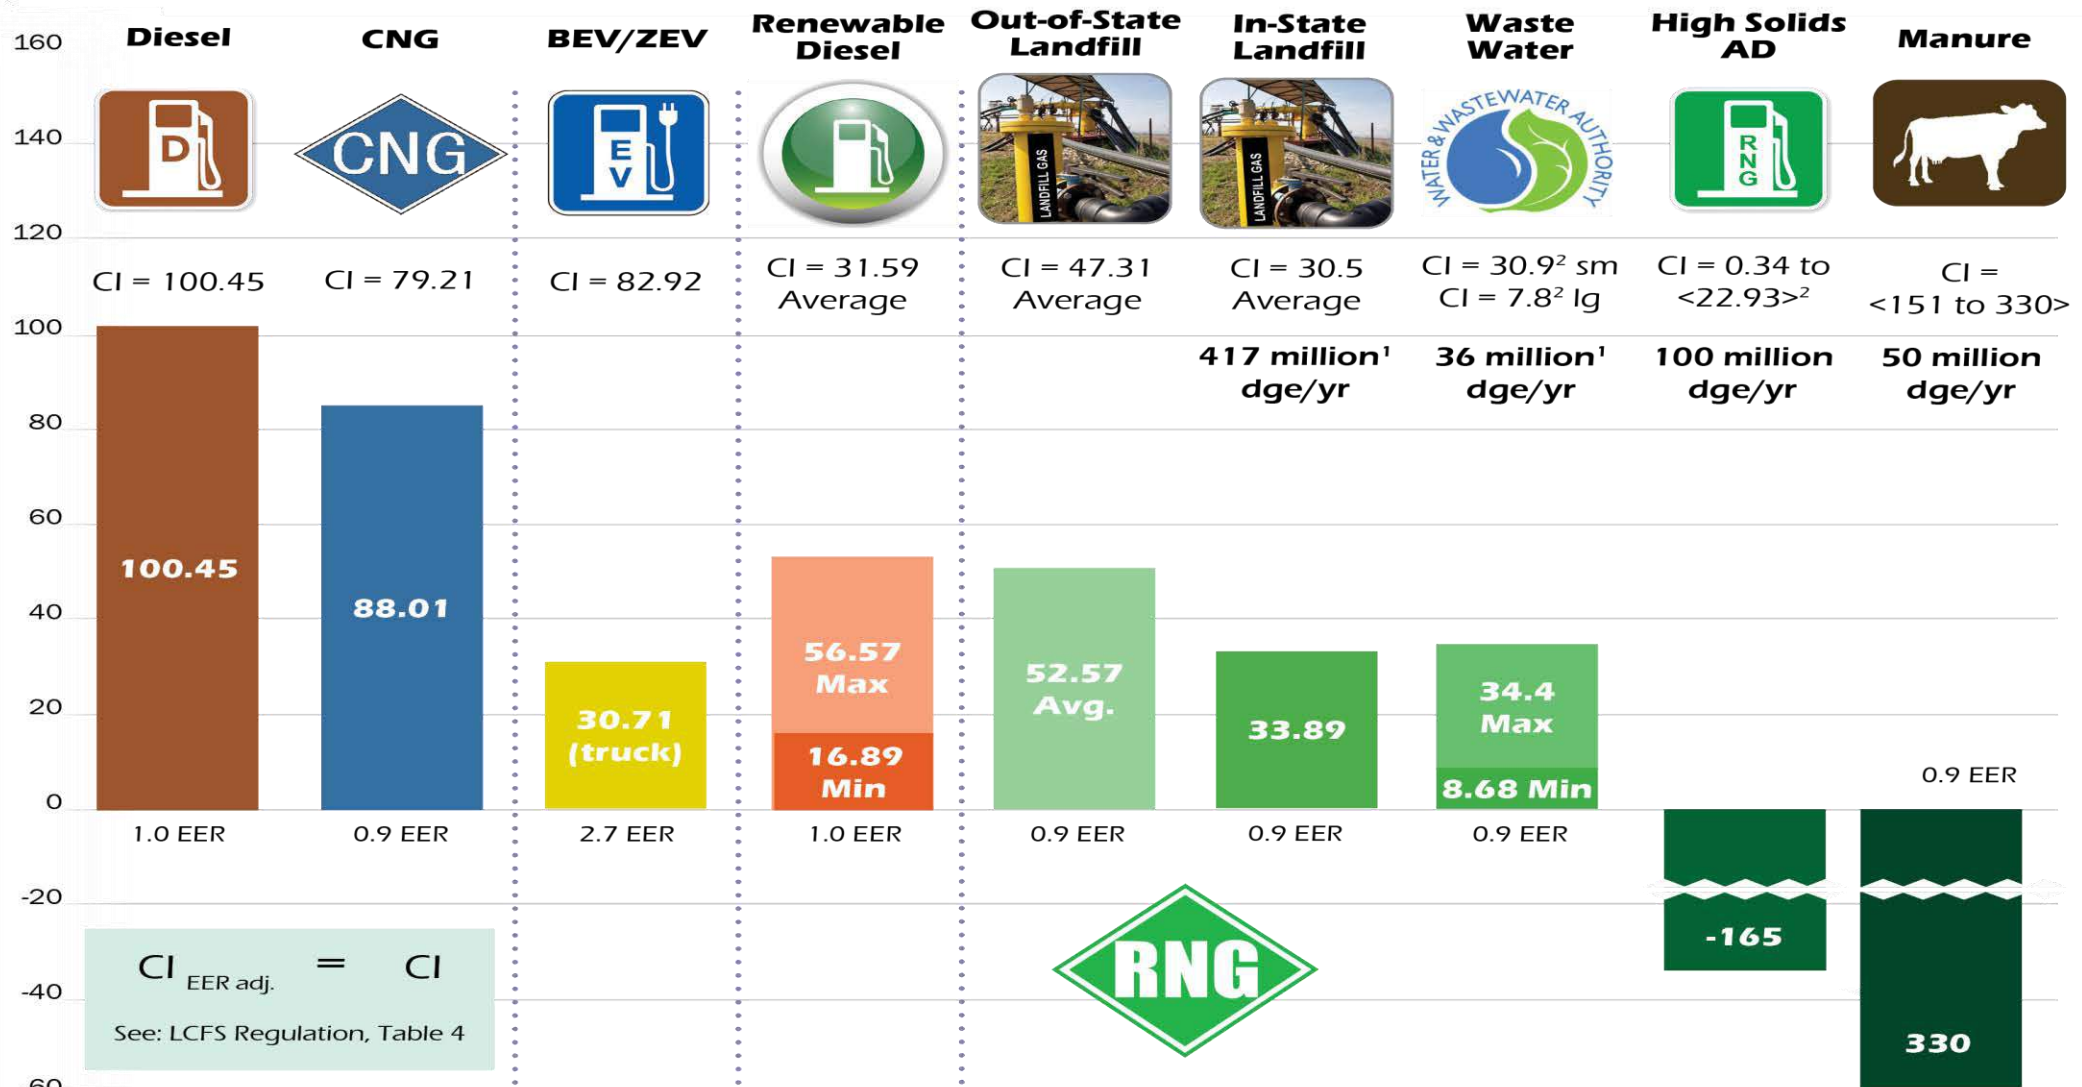 Diesel
CNG
BEV/ZEV
Renewable
Diesel
Out-of-State
Landfill
In-State
Landfill
Waste
Water
High Solids
AD
Manure
160
140
120
100
80
60
40
20
0
-20
-40
-60
D
CNG
E
V
LANDFILL GAS
LANDFILL GAS
WATER & WASTEWATER AUTHORITY
R
N
G
CI = 100.45
CI = 79.21
CI = 82.92
CI = 31.59
Average
CI = 47.31
Average
CI = 30.5
Average
CI = 30.9² sm
CI = 7.8² lg
CI = 0.34 to
<22.93>²
CI =
<151 to 330>
417 million¹
dge/yr
36 million¹
dge/yr
100 million
dge/yr
50 million
dge/yr
100.45
88.01
30.71
(truck)
56.57
Max
16.89
Min
52.57
Avg.
33.89
34.4
Max
8.68 Min
0.9 EER
1.0 EER
0.9 EER
2.7 EER
1.0 EER
0.9 EER
0.9 EER
0.9 EER
-165
330
RNG
CI EER adj. = CI
See: LCFS Regulation, Table 4